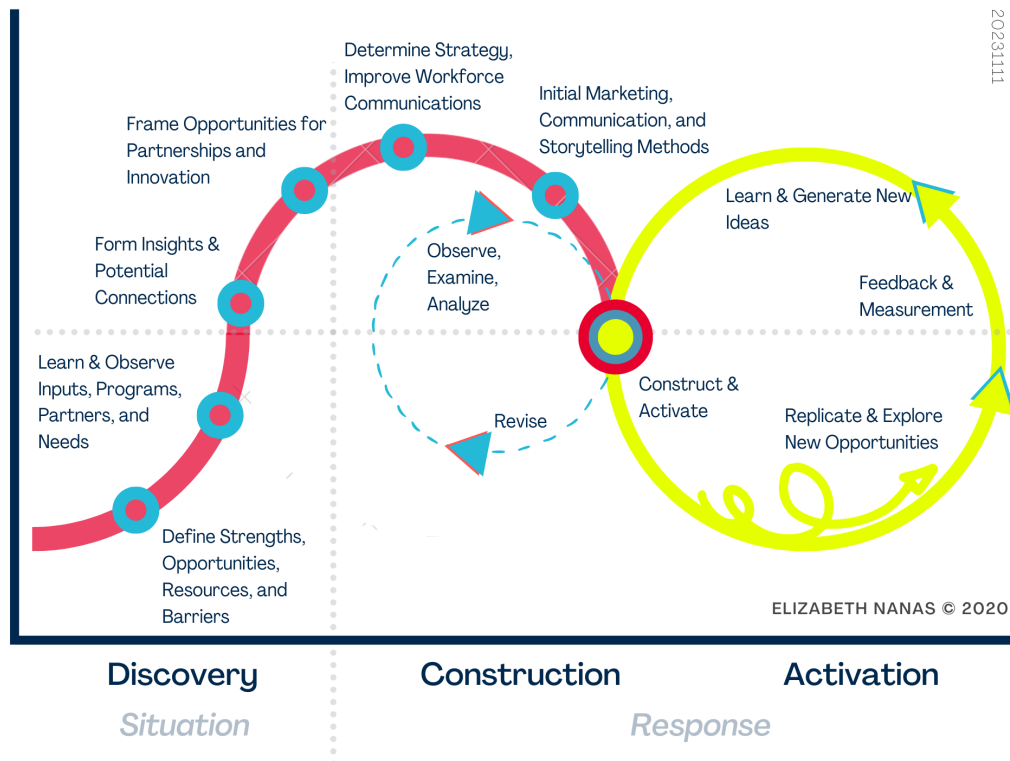 20231111
Determine Strategy,
Improve Workforce
Communications
Initial Marketing,
Communication, and
Storytelling Methods
Frame Opportunities for
Partnerships and
Innovation
Learn & Generate New
Ideas
Form Insights &
Potential
Connections
Observe,
Examine,
Analyze
Feedback &
Measurement
Learn & Observe
Inputs, Programs,
Partners, and
Needs
Construct &
Activate
Revise
Replicate & Explore
New Opportunities
Define Strengths,
Opportunities,
Resources, and
Barriers
ELIZABETH NANAS © 2020
Discovery
Construction
Activation
Situation
Response